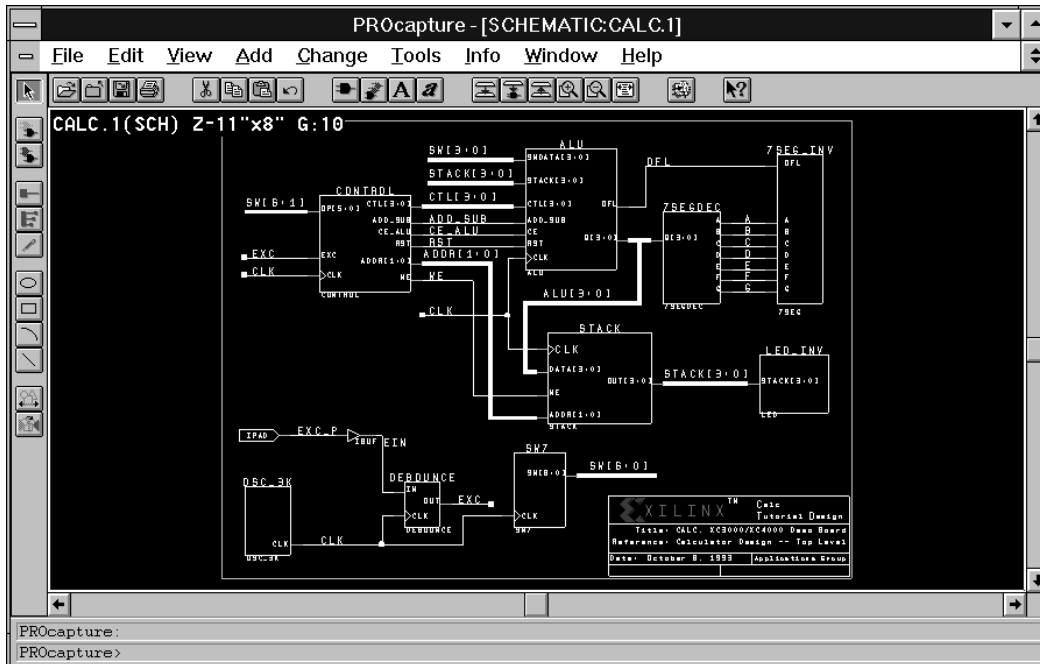 PROcapture - [SCHEMATIC:CALC.1]
File Edit View Add Change Tools Info Window Help
CALC.1(SCH) Z-11"x8" G:10
ALU
SW[3:0]
SWDATA[3:0]
STACK[3:0]
STACK[3:0]
CTL[3:0]
CTL[3:0]
OFL
ADD_SUB
ADD_SUB
CE_ALU
CE
RST
RST
Q[3:0]
CLK
ALU
CONTROL
SW[6:1]
OP[5:0]
CTL[3:0]
ADD_SUB
CE_ALU
RST
EXC
EXC
ADDR[1:0]
ADDR[1:0]
CLK
CLK
WE
WE
CONTROL
OFL
7SEG_INV
OFL
7SEGDEC
Q[3:0]
A A A
B B B
C C C
D D D
E E E
F F F
G G G
7SEGDEC
7SEG
ALU[3:0]
CLK
STACK
CLK
DATA[3:0]
OUT[3:0]
WE
ADDR[1:0]
STACK
STACK[3:0]
LED_INV
STACK[3:0]
LED
IPAD
EXC_P
IBUF
EIN
OSC_3K
CLK
OSC_3K
CLK
DEBOUNCE
IN
OUT
CLK
DEBOUNCE
EXC
SW7
SW[6:0]
CLK
SW7
SW[6:0]
XILINX™
Calc
Tutorial Design
Title: CALC, XC3000/XC4000 Demo Board
Reference: Calculator Design -- Top Level
Date: October 8, 1993
Applications Group
PROcapture:
PROcapture>